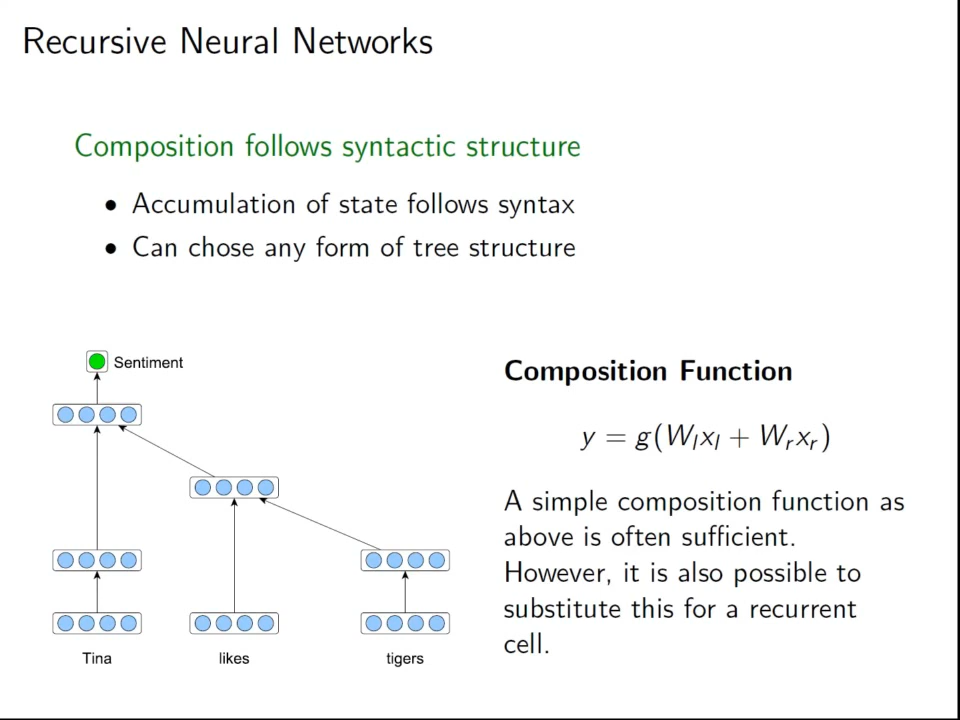 Recursive Neural Networks
Composition follows syntactic structure
• Accumulation of state follows syntax
• Can chose any form of tree structure
Sentiment
Tina
likes
tigers
Composition Function
y = g(W_l x_l + W_r x_r)
A simple composition function as
above is often sufficient.
However, it is also possible to
substitute this for a recurrent
cell.